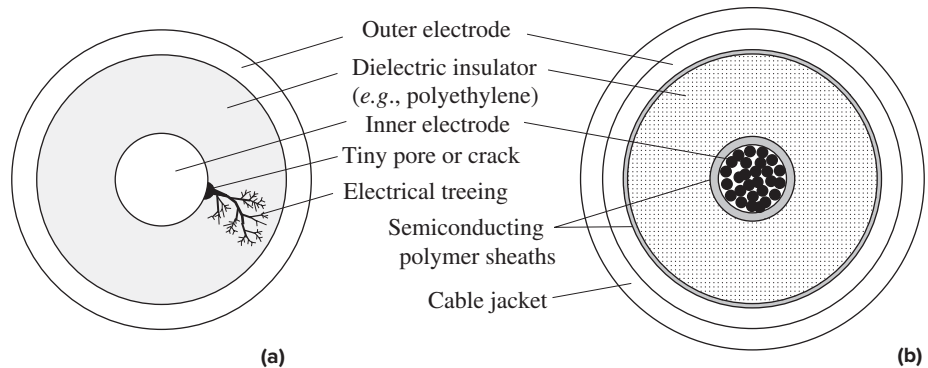 Outer electrode
Dielectric insulator
(e.g., polyethylene)
Inner electrode
Tiny pore or crack
Electrical treeing
Semiconducting
polymer sheaths
Cable jacket
(a)
(b)